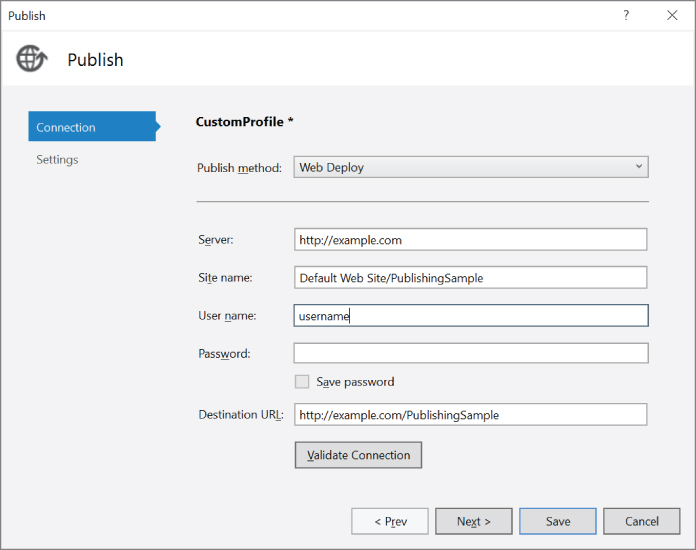 Publish
Publish
Connection
Settings
CustomProfile *
Publish method: Web Deploy
Server: http://example.com
Site name: Default Web Site/PublishingSample
User name: username
Password:
Save password
Destination URL: http://example.com/PublishingSample
Validate Connection
< Prev Next > Save Cancel